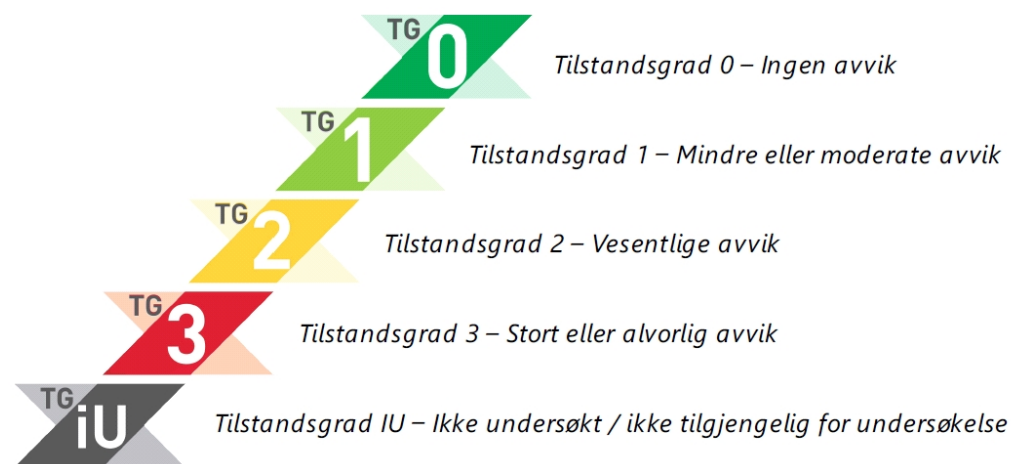 TG 0 Tilstandsgrad 0 – Ingen avvik
TG 1 Tilstandsgrad 1 – Mindre eller moderate avvik
TG 2 Tilstandsgrad 2 – Vesentlige avvik
TG 3 Tilstandsgrad 3 – Stort eller alvorlig avvik
TG iU Tilstandsgrad IU – Ikke undersøkt / ikke tilgjengelig for undersøkelse